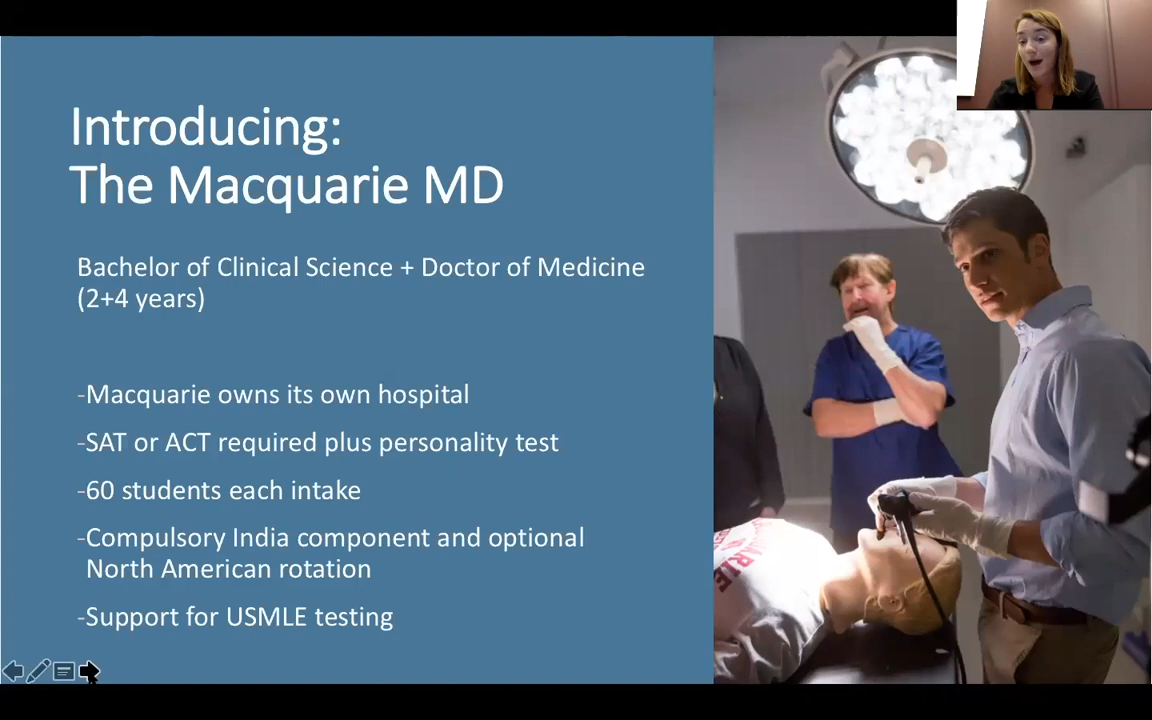 Introducing:
The Macquarie MD
Bachelor of Clinical Science + Doctor of Medicine
(2+4 years)
-Macquarie owns its own hospital
-SAT or ACT required plus personality test
-60 students each intake
-Compulsory India component and optional
North American rotation
-Support for USMLE testing